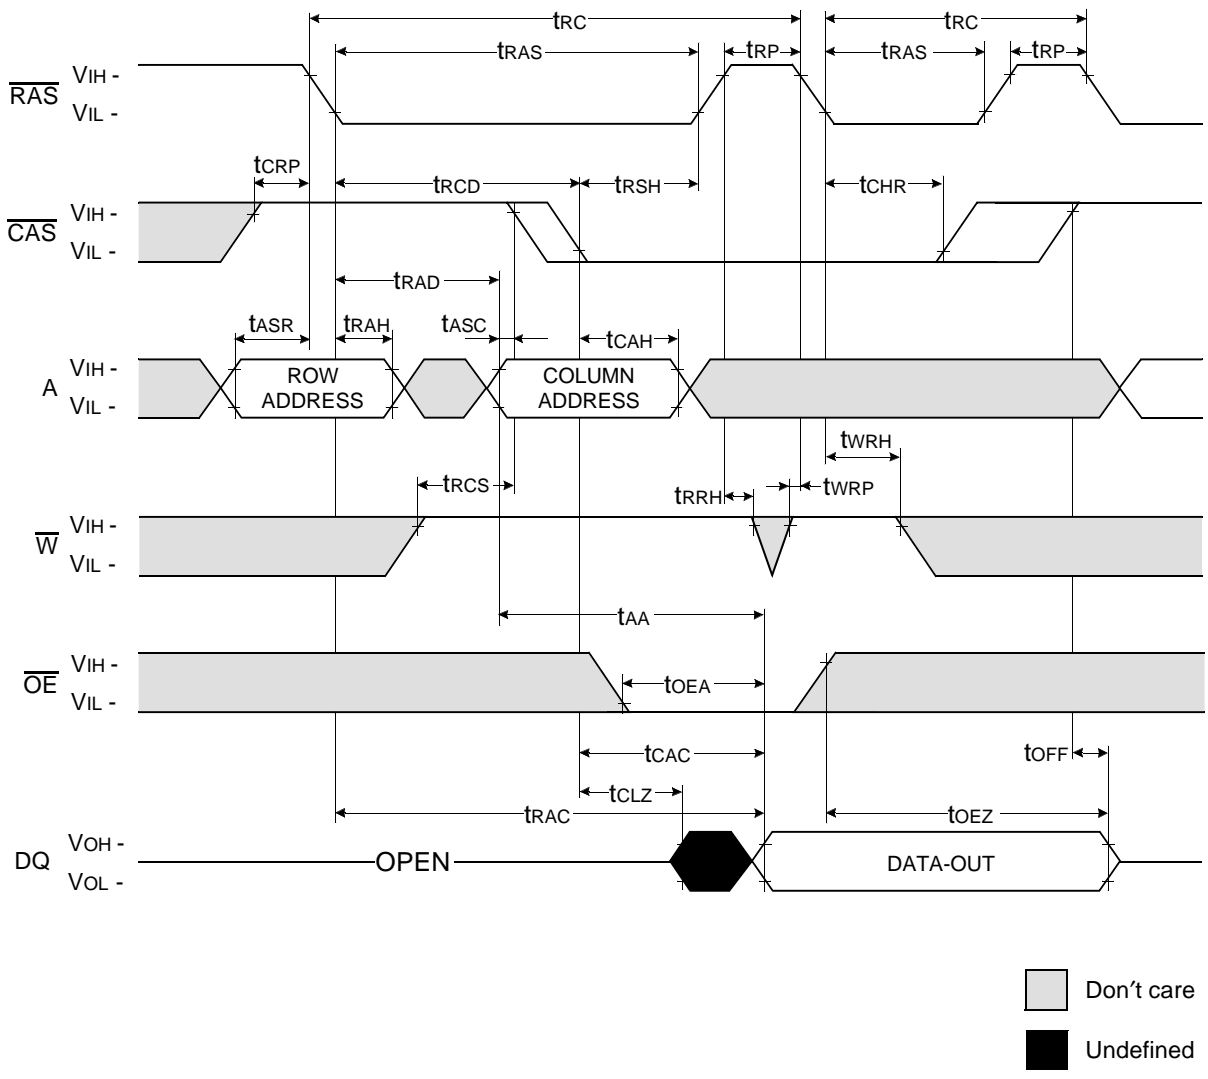 tRC tRC
tRAS tRP tRAS tRP
RAS VIH -
VIL -
tCRP tRCD tRSH tCHR
CAS VIH -
VIL -
tRAD
tASR tRAH tASC tCAH
A VIH -
VIL -
ROW
ADDRESS
COLUMN
ADDRESS
tWRH
tRCS tRRH tWRP
W VIH -
VIL -
tAA
OE VIH -
VIL -
tOEA
tCAC tOFF
tCLZ
tRAC tOEZ
DQ VOH -
VOL -
OPEN DATA-OUT
Don′t care
Undefined